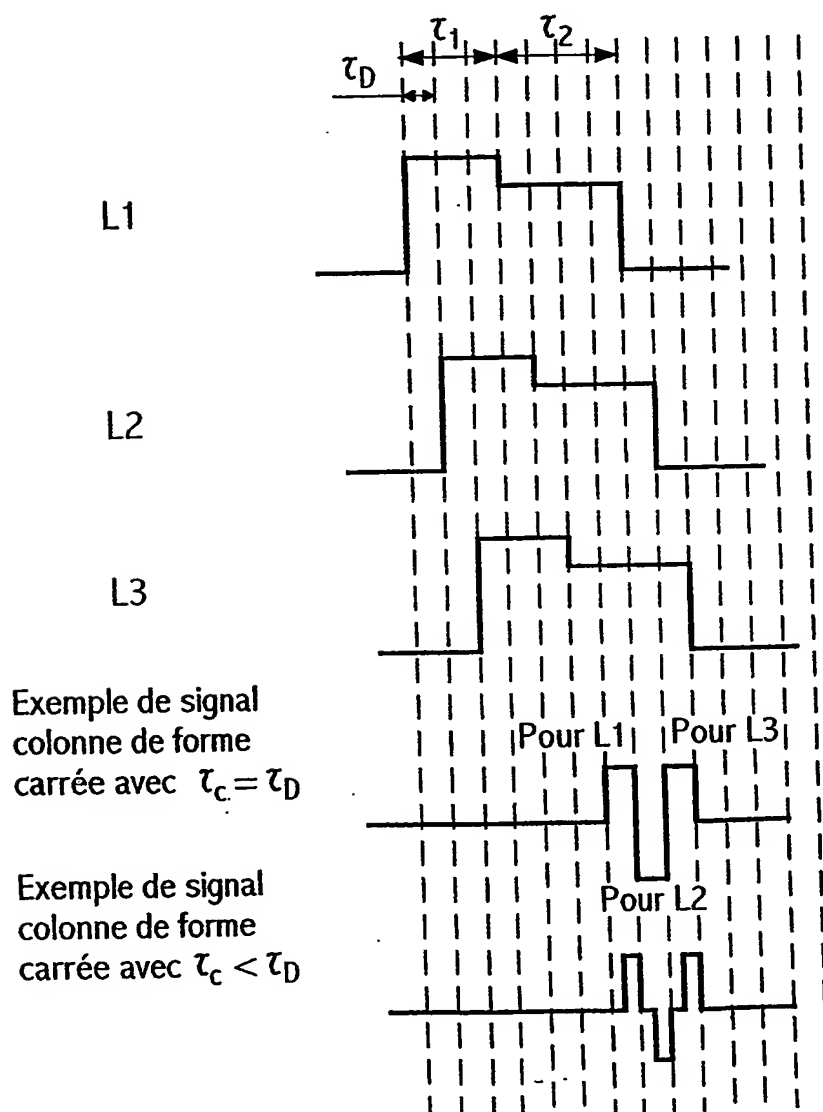 τ1 τ2
τD
L1
L2
L3
Exemple de signal
colonne de forme
carrée avec τc = τD
Pour L1 Pour L3
Pour L2
Exemple de signal
colonne de forme
carrée avec τc < τD